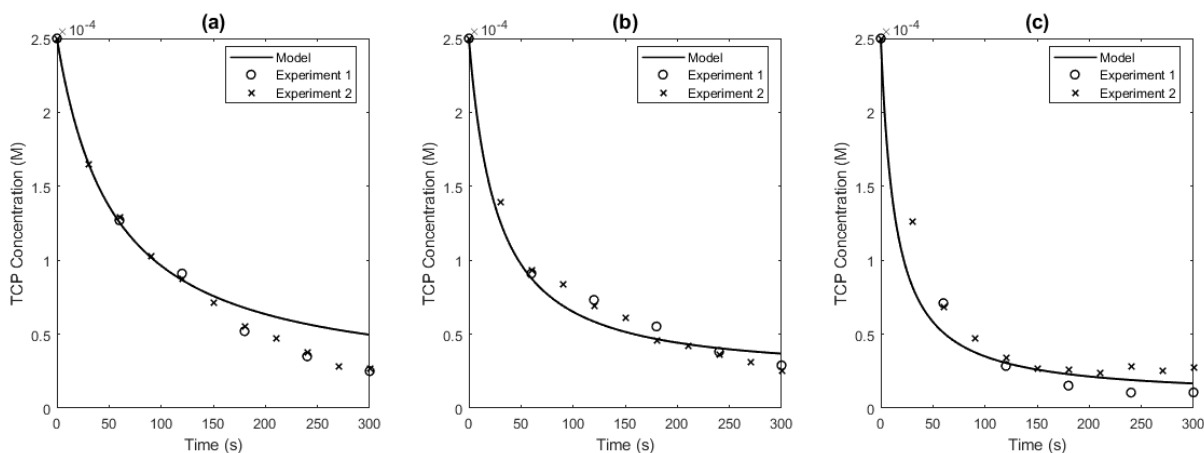 (a)
×10⁻⁴
2.5
2
1.5
1
0.5
0
TCP Concentration (M)
0 50 100 150 200 250 300
Time (s)
Model
Experiment 1
Experiment 2
(b)
×10⁻⁴
2.5
2
1.5
1
0.5
0
TCP Concentration (M)
0 50 100 150 200 250 300
Time (s)
Model
Experiment 1
Experiment 2
(c)
×10⁻⁴
2.5
2
1.5
1
0.5
0
TCP Concentration (M)
0 50 100 150 200 250 300
Time (s)
Model
Experiment 1
Experiment 2